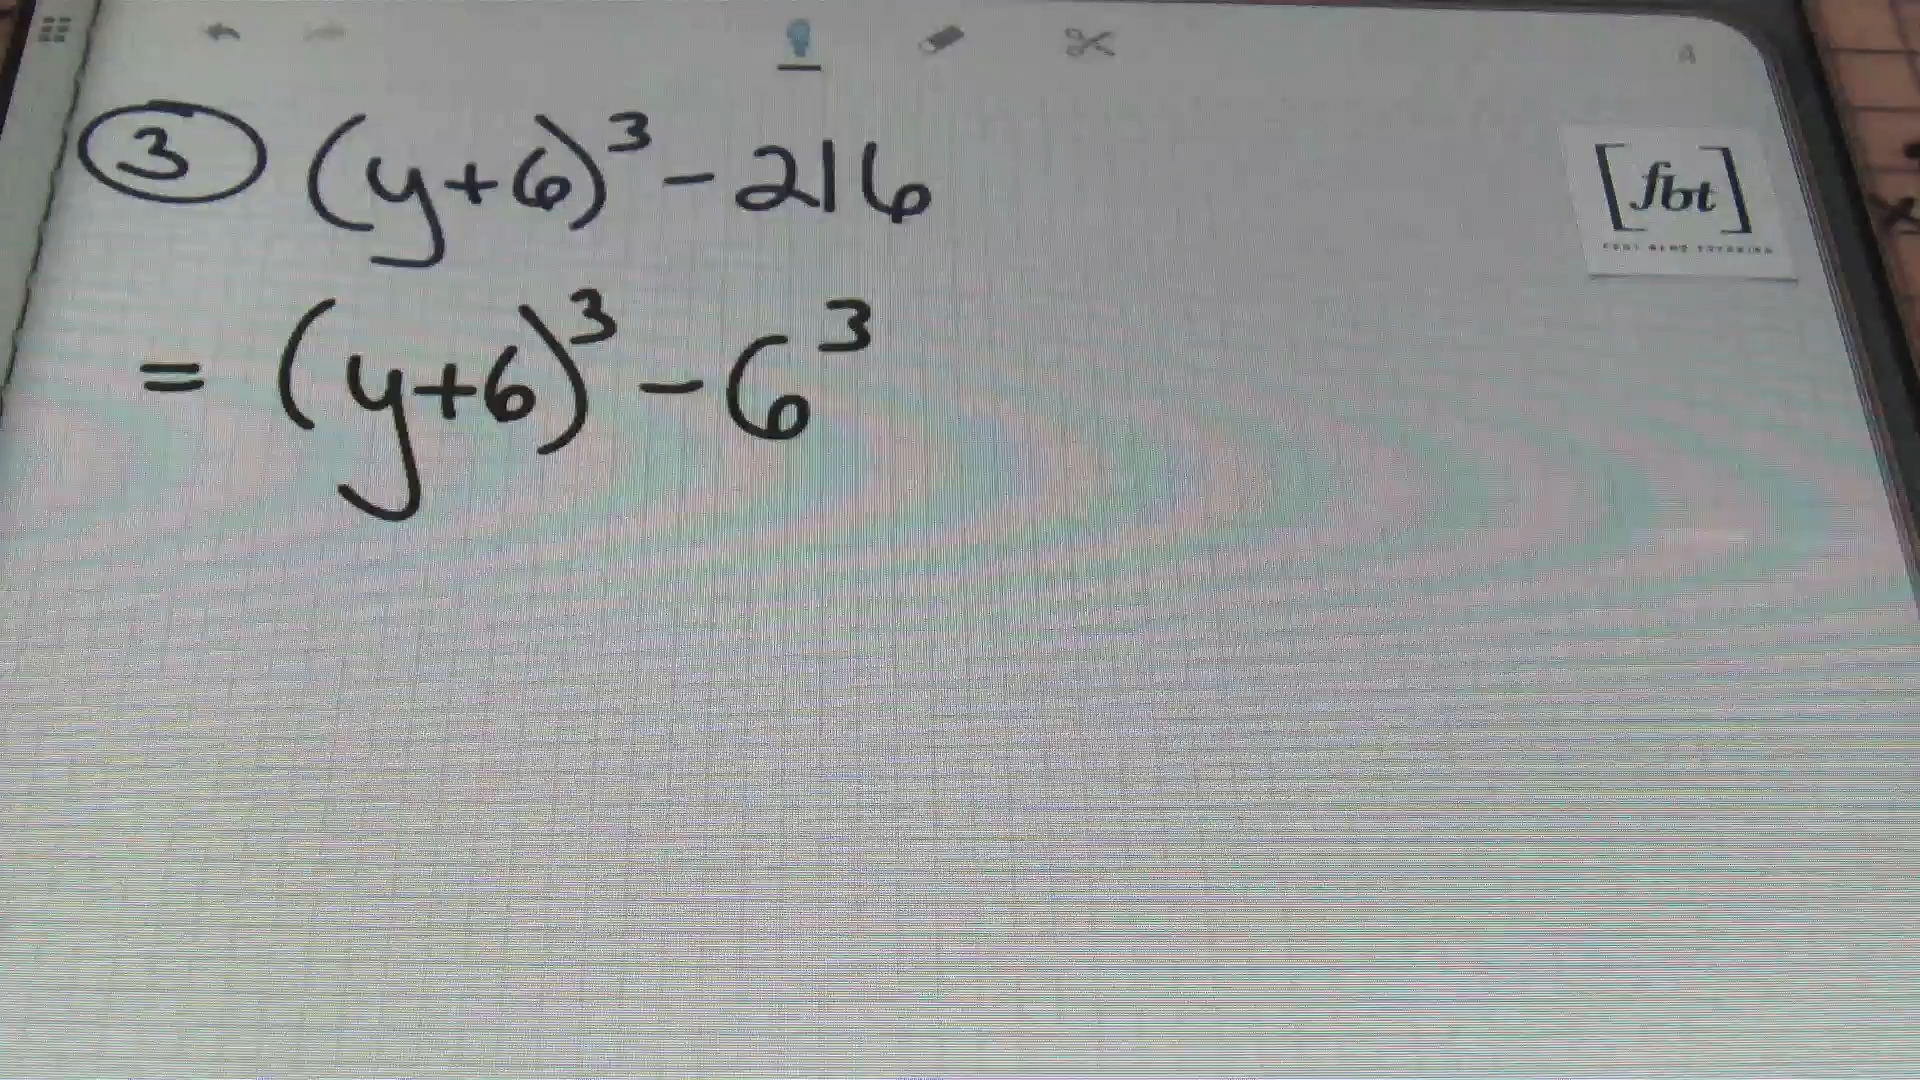 ③ (y+6)³ - 216
= (y+6)³ - 6³
[fbt]